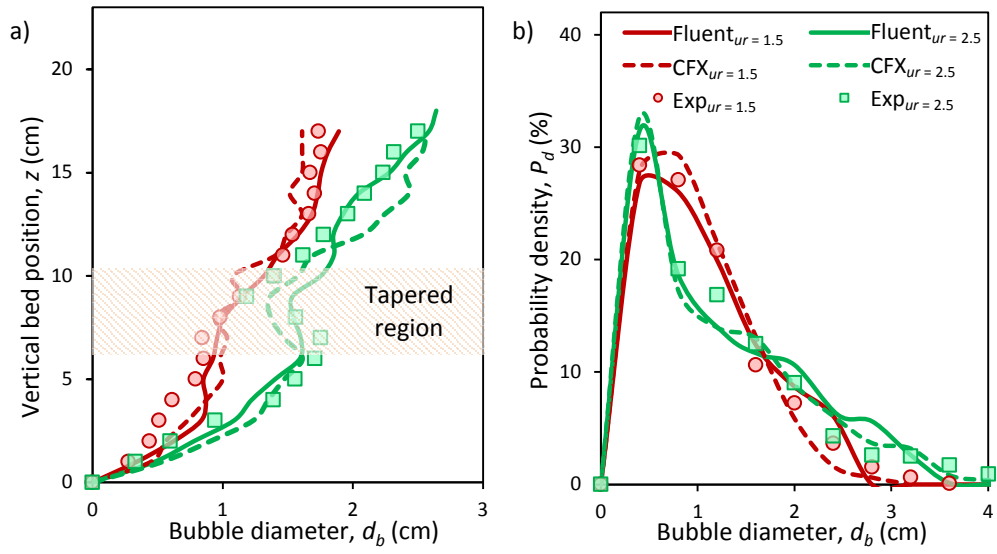 a)
Vertical bed position, z (cm)
20
15
10
5
0
Tapered
region
0
1
2
3
Bubble diameter, d_b (cm)
b)
Probability density, P_d (%)
40
30
20
10
0
Fluent_ur = 1.5
Fluent_ur = 2.5
CFX_ur = 1.5
CFX_ur = 2.5
Exp_ur = 1.5
Exp_ur = 2.5
0
1
2
3
4
Bubble diameter, d_b (cm)